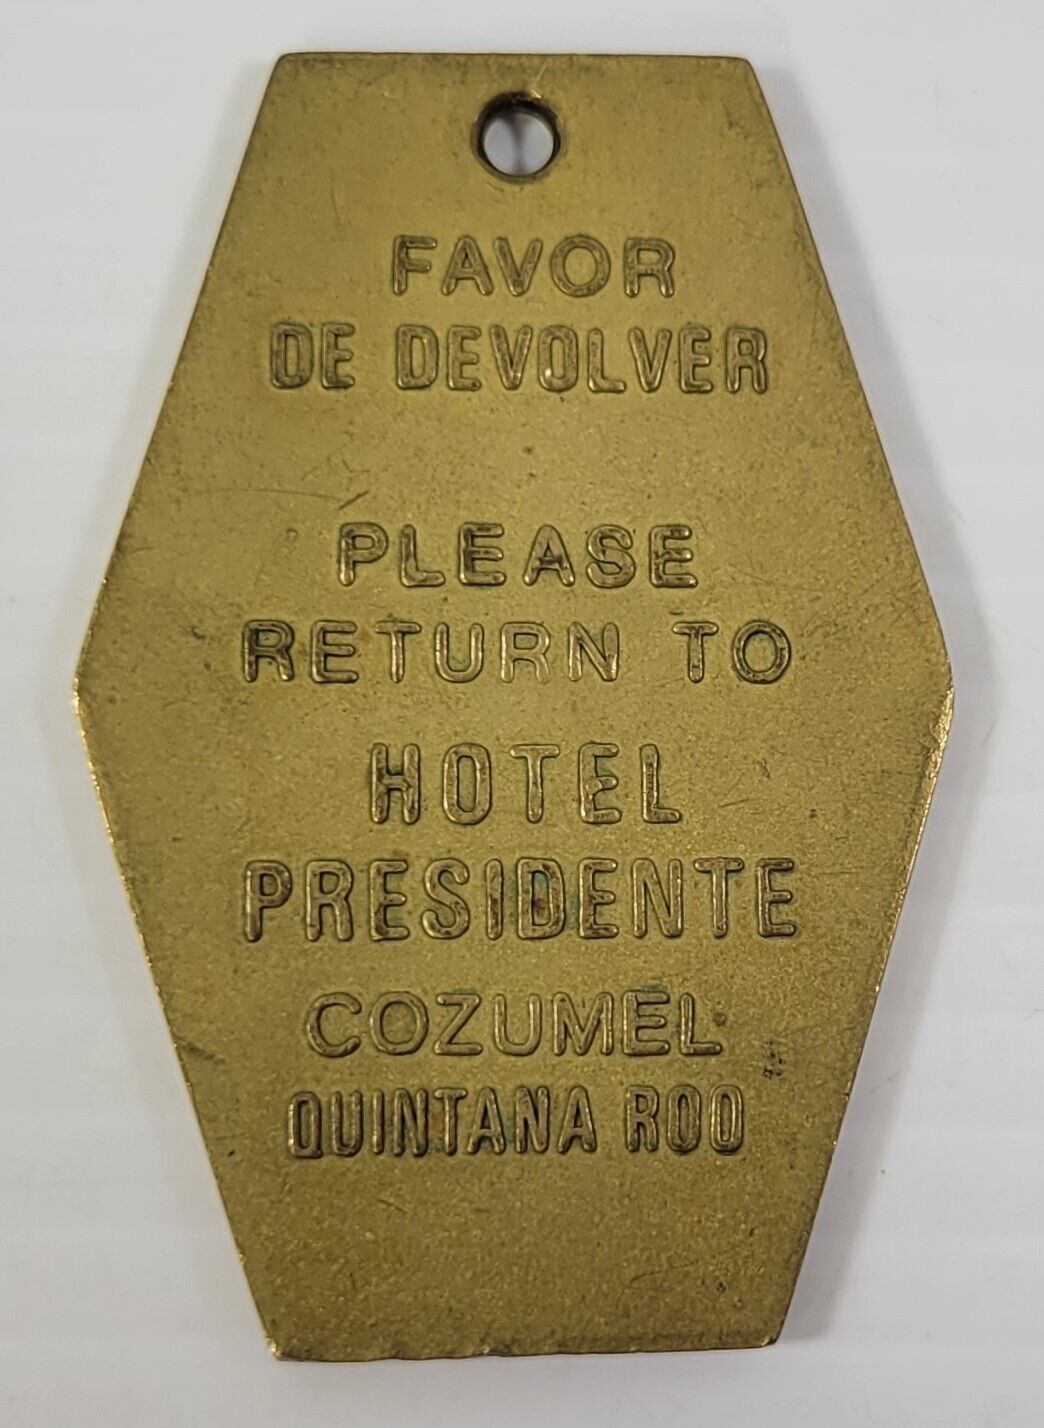 FAVOR
DE DEVOLVER
PLEASE
RETURN TO
HOTEL
PRESIDENTE
COZUMEL
QUINTANA ROO